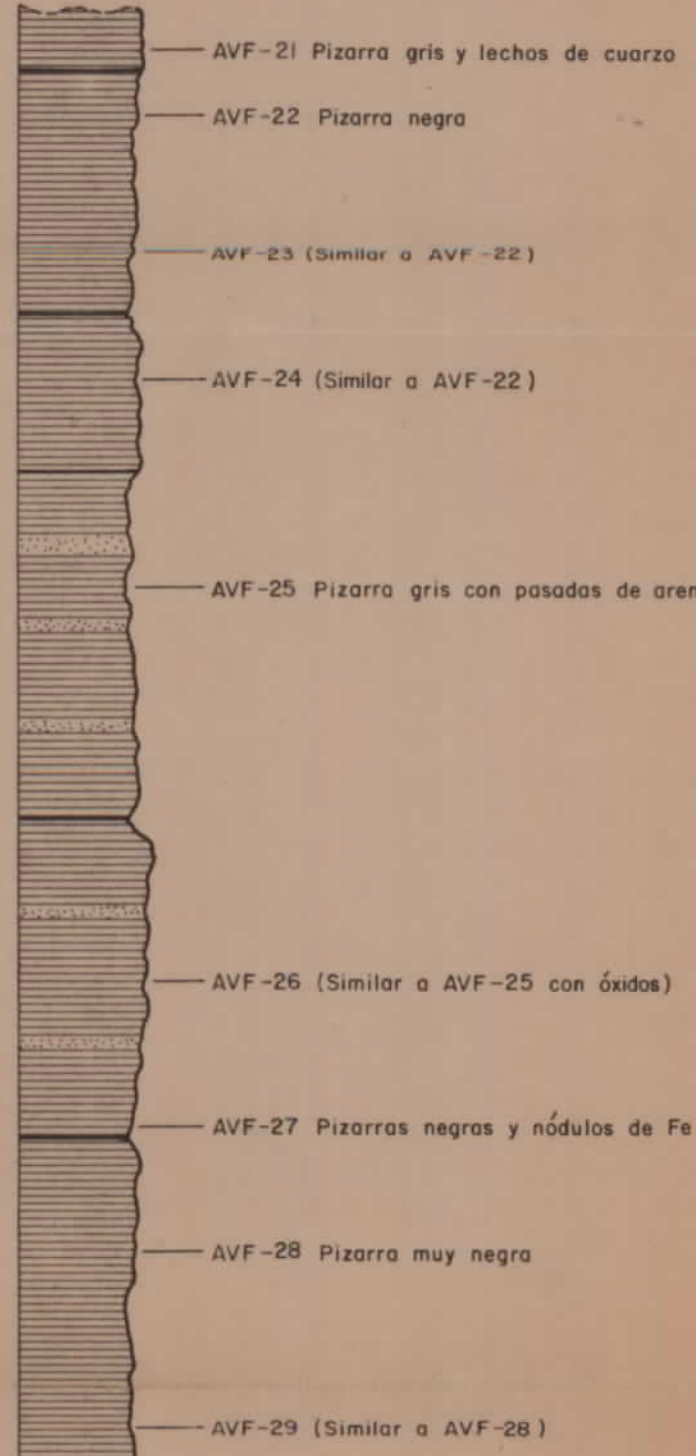 AVF-21 Pizarra gris y lechos de cuarzo
AVF-22 Pizarra negra
AVF-23 (Similar a AVF-22)
AVF-24 (Similar a AVF-22)
AVF-25 Pizarra gris con pasadas de
AVF-26 (Similar a AVF-25 con óxidos)
AVF-27 Pizarras negras y nódulos de Fe
AVF-28 Pizarra muy negra
AVF-29 (Similar a AVF-28)